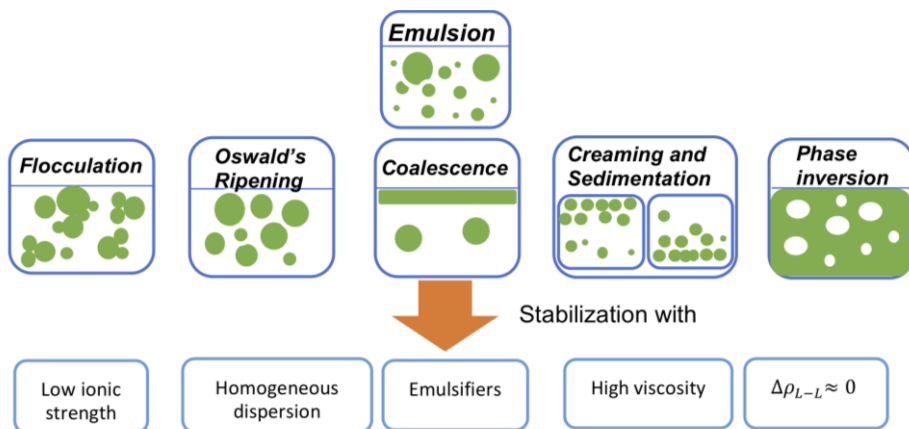 Emulsion
Flocculation
Oswald's
Ripening
Coalescence
Creaming and
Sedimentation
Phase
inversion
Stabilization with
Low ionic
strength
Homogeneous
dispersion
Emulsifiers
High viscosity
Δρ_{L−L} ≈ 0